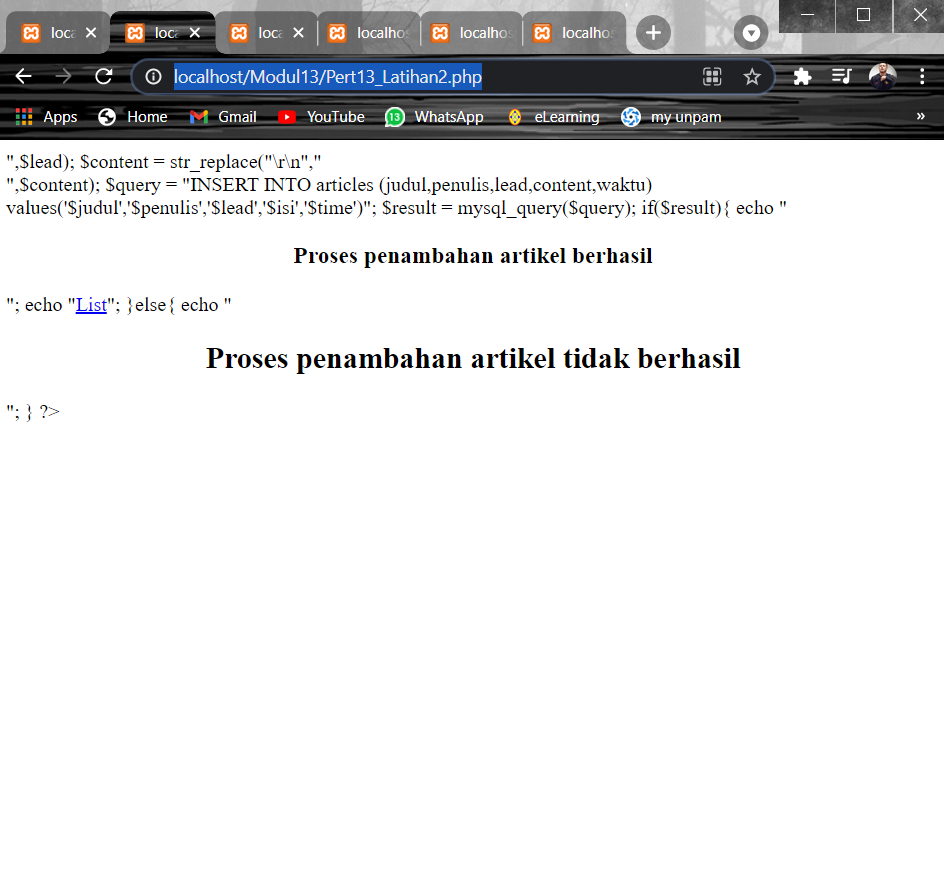 loca
loca
loca
localho
localhos
localho
localhost/Modul13/Pert13_Latihan2.php
Apps Home Gmail YouTube 13 WhatsApp eLearning my unpam »
",$lead); $content = str_replace("\r\n","
",$content); $query = "INSERT INTO articles (judul,penulis,lead,content,waktu)
values('$judul','$penulis','$lead','$isi','$time')"; $result = mysql_query($query); if($result){ echo "
Proses penambahan artikel berhasil
"; echo "List"; }else{ echo "
Proses penambahan artikel tidak berhasil
"; } ?>